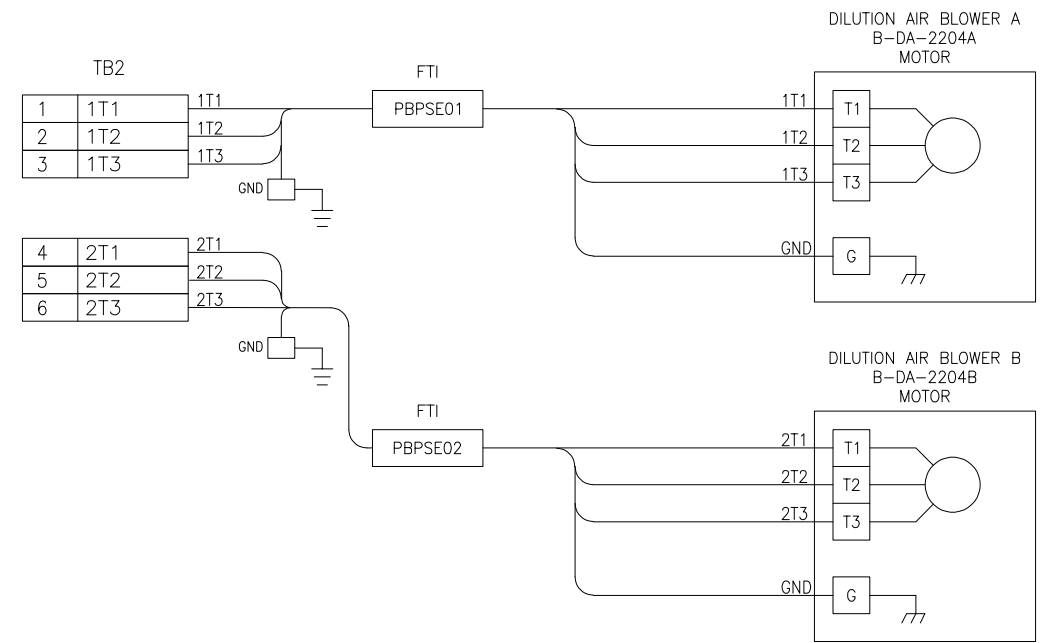 DILUTION AIR BLOWER A
B-DA-2204A
MOTOR
TB2
FTI
1 1T1
2 1T2
3 1T3
1T1
1T2
1T3
GND
PBPSE01
1T1
1T2
1T3
GND
T1
T2
T3
G
4 2T1
5 2T2
6 2T3
2T1
2T2
2T3
GND
DILUTION AIR BLOWER B
B-DA-2204B
MOTOR
FTI
PBPSE02
2T1
2T2
2T3
GND
T1
T2
T3
G